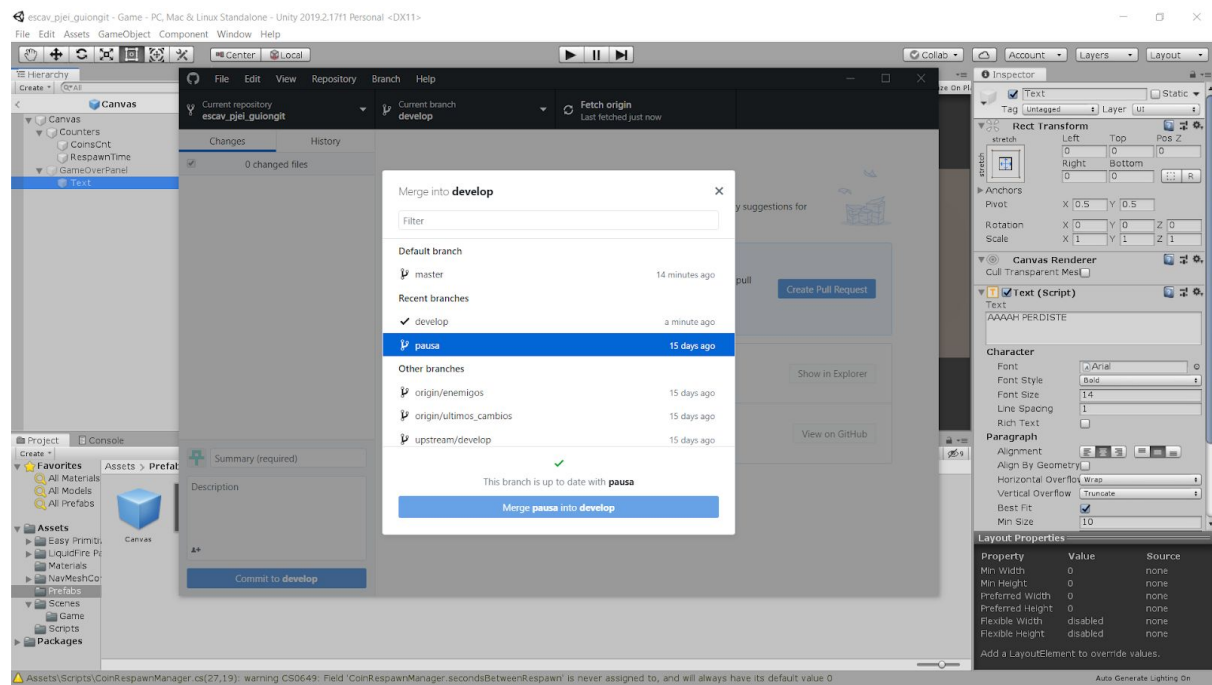 escav_pjei_guiongit - Game - PC, Mac & Linux Standalone - Unity 2019.2.17f1 Personal <DX11>
File Edit Assets GameObject Component Window Help
Center Local
Collab Account Layers Layout
Hierarchy
Create All
Canvas
Canvas
Counters
CoinsCnt
RespawnTime
GameOverPanel
Text
File Edit View Repository Branch Help
Current repository
escav_pjei_guiongit
Current branch
develop
Fetch origin
Last fetched just now
Changes History
0 changed files
Summary (required)
Description
Commit to develop
y suggestions for
pull
Create Pull Request
Show in Explorer
View on GitHub
Merge into develop
Filter
Default branch
master 14 minutes ago
Recent branches
develop a minute ago
pausa 15 days ago
Other branches
origin/enemigos 15 days ago
origin/ultimos_cambios 15 days ago
upstream/develop 15 days ago
This branch is up to date with pausa
Merge pausa into develop
Project Console
Create
Favorites
All Materials
All Models
All Prefabs
Assets
Easy Primiti
LiquidFire Pa
Materials
NavMeshCo
Prefabs
Scenes
Game
Scripts
Packages
Assets > Prefab
Canvas
ize On Pl
9
Inspector
Text Static
Tag Untagged Layer UI
Rect Transform
stretch Left Top Pos Z
stretch 0 0 0
Right Bottom
0 0 R
Anchors
Pivot X 0.5 Y 0.5
Rotation X 0 Y 0 Z 0
Scale X 1 Y 1 Z 1
Canvas Renderer
Cull Transparent Mesh
Text (Script)
Text
AAAAH PERDISTE
Character
Font Arial
Font Style Bold
Font Size 14
Line Spacing 1
Rich Text
Paragraph
Alignment
Align By Geometry
Horizontal Overflow Wrap
Vertical Overflow Truncate
Best Fit
Min Size 10
Layout Properties
Property Value Source
Min Width 0 none
Min Height 0 none
Preferred Width 0 none
Preferred Height 0 none
Flexible Width disabled none
Flexible Height disabled none
Add a LayoutElement to override values.
Assets\Scripts\CoinRespawnManager.cs(27,19): warning CS0649: Field 'CoinRespawnManager.secondsBetweenRespawn' is never assigned to, and will always have its default value 0
Auto Generate Lighting On